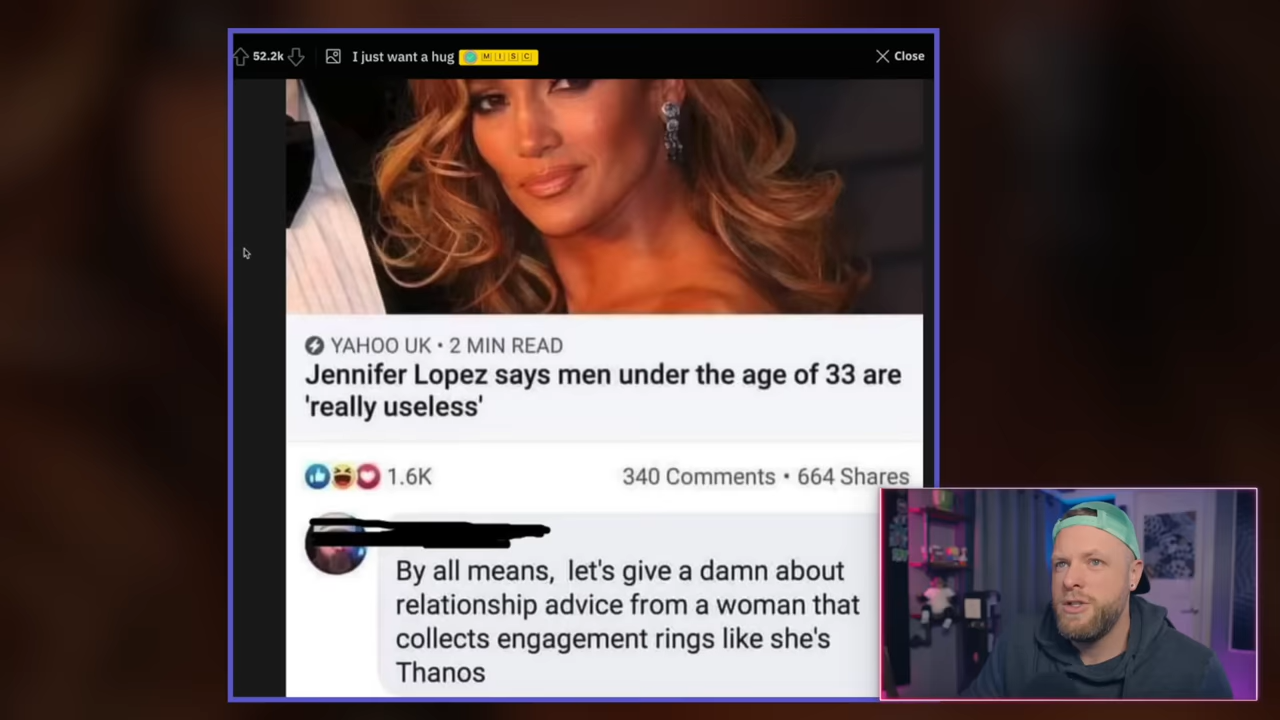 52.2k I just want a hug MISC Close
YAHOO UK • 2 MIN READ
Jennifer Lopez says men under the age of 33 are
'really useless'
1.6K 340 Comments • 664 Shares
By all means, let's give a damn about
relationship advice from a woman that
collects engagement rings like she's
Thanos